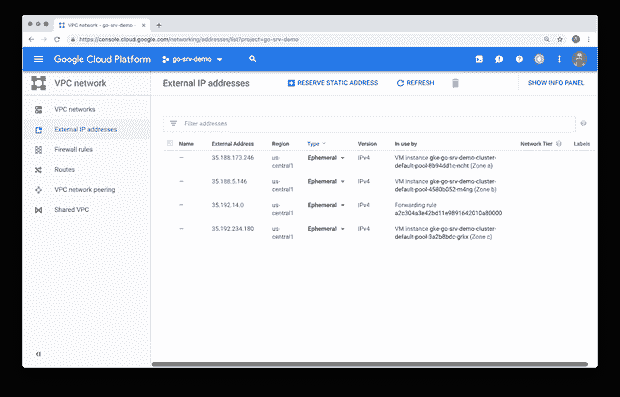 VPC network - go-srv-demo - G
https://console.cloud.google.com/networking/addresses/list?project=go-srv-demo
Google Cloud Platform
go-srv-demo
VPC network
External IP addresses
RESERVE STATIC ADDRESS
REFRESH
SHOW INFO PANEL
VPC networks
External IP addresses
Firewall rules
Routes
VPC network peering
Shared VPC
Filter addresses
Name External Address Region Type Version In use by Network Tier Labels
— 35.188.173.246 us- Ephemeral IPv4 VM instance gke-go-srv-demo-cluster-
central1 default-pool-8b94dd1c-ncht (Zone a)
— 35.188.5.146 us- Ephemeral IPv4 VM instance gke-go-srv-demo-cluster-
central1 default-pool-4580b052-m4ng (Zone b)
— 35.192.14.0 us- Ephemeral IPv4 Forwarding rule
central1 a2c304a3e42bd11e9891642010a80000
— 35.192.234.180 us- Ephemeral IPv4 VM instance gke-go-srv-demo-cluster-
central1 default-pool-3a2b8bdc-grkx (Zone c)